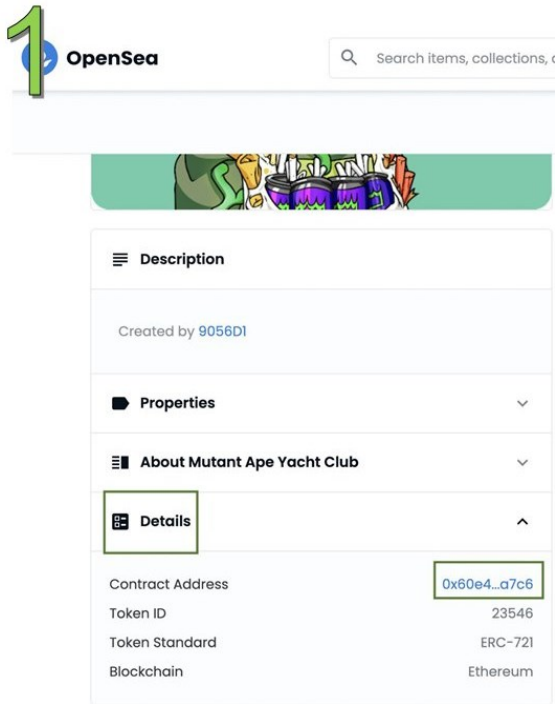 1
OpenSea
Search items, collections,
Description
Created by 9056D1
Properties
About Mutant Ape Yacht Club
Details
Contract Address 0x60e4...a7c6
Token ID 23546
Token Standard ERC-721
Blockchain Ethereum